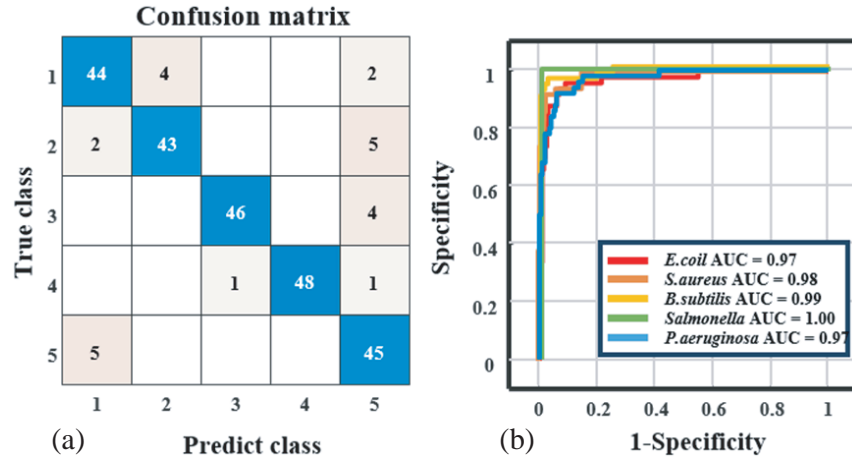 Confusion matrix
True class
1 44 4 2
2 2 43 5
3 46 4
4 1 48 1
5 5 45
1 2 3 4 5
Predict class
(a)
Specificity
1
0.8
0.6
0.4
0.2
0
E.coil AUC = 0.97
S.aureus AUC = 0.98
B.subtilis AUC = 0.99
Salmonella AUC = 1.00
P.aeruginosa AUC = 0.97
0 0.2 0.4 0.6 0.8 1
1-Specificity
(b)